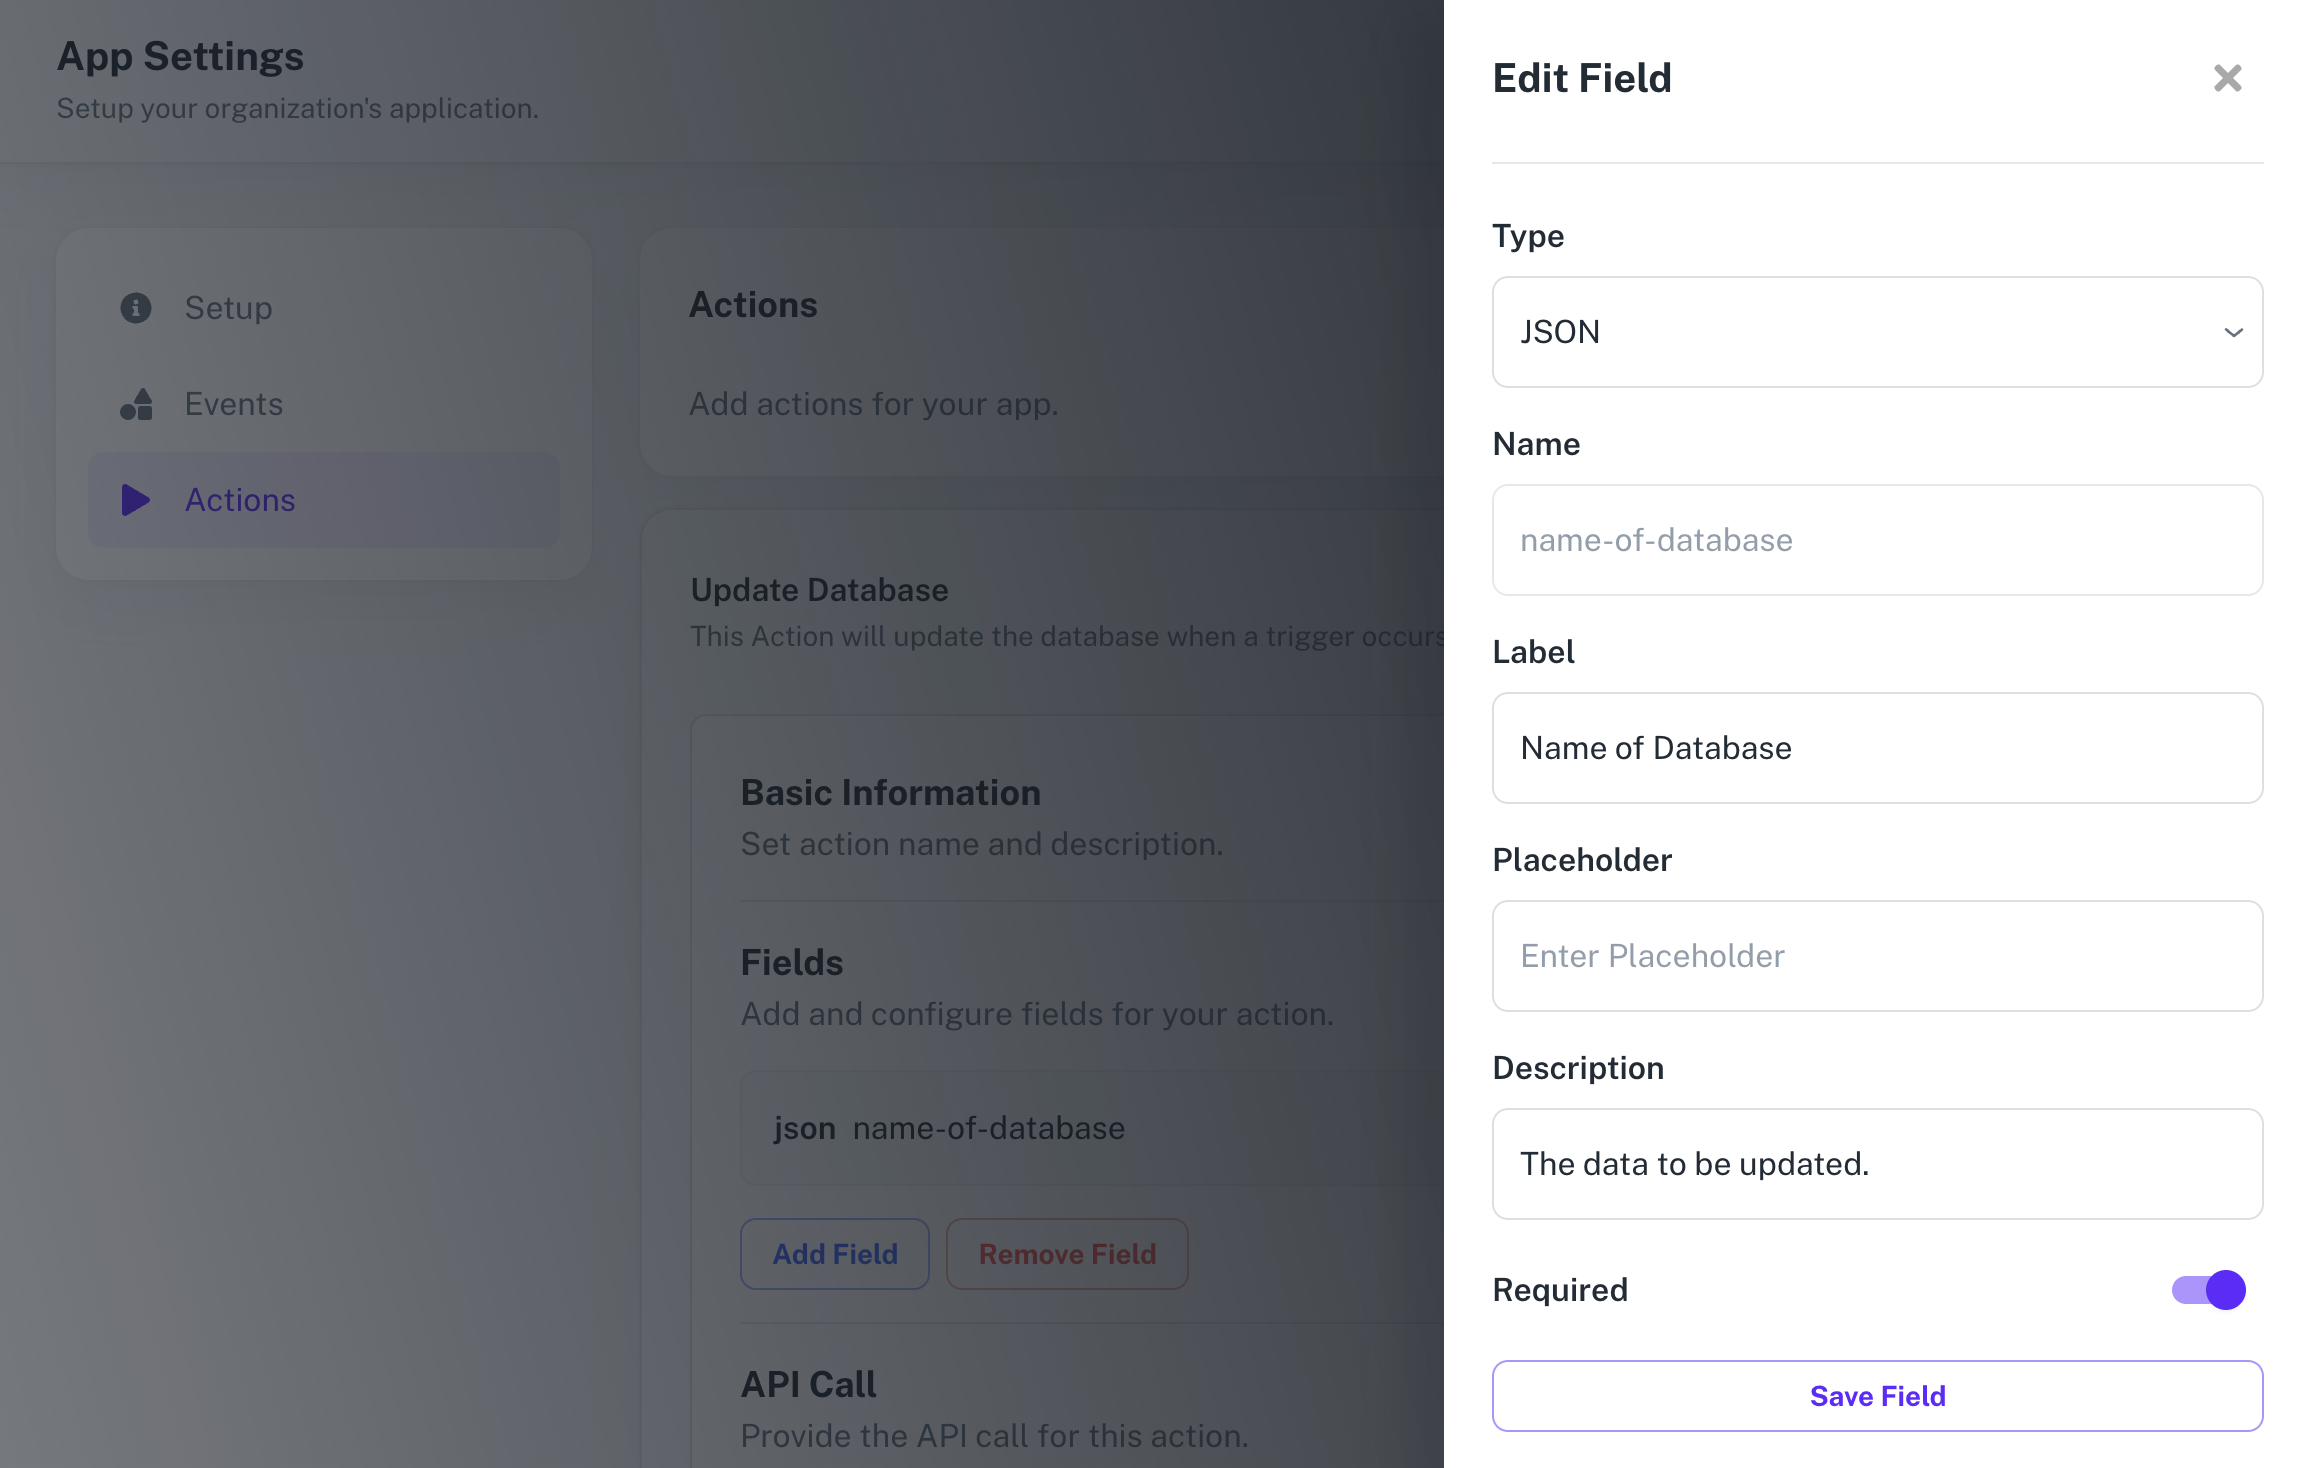 App Settings
Setup your organization's application.
Setup
Events
Actions
Actions
Add actions for your app.
Update Database
This Action will update the database when a trigger occurs
Basic Information
Set action name and description.
Fields
Add and configure fields for your action.
json name-of-database
Add Field
Remove Field
API Call
Provide the API call for this action.
Edit Field
Type
JSON
Name
name-of-database
Label
Name of Database
Placeholder
Enter Placeholder
Description
The data to be updated.
Required
Save Field